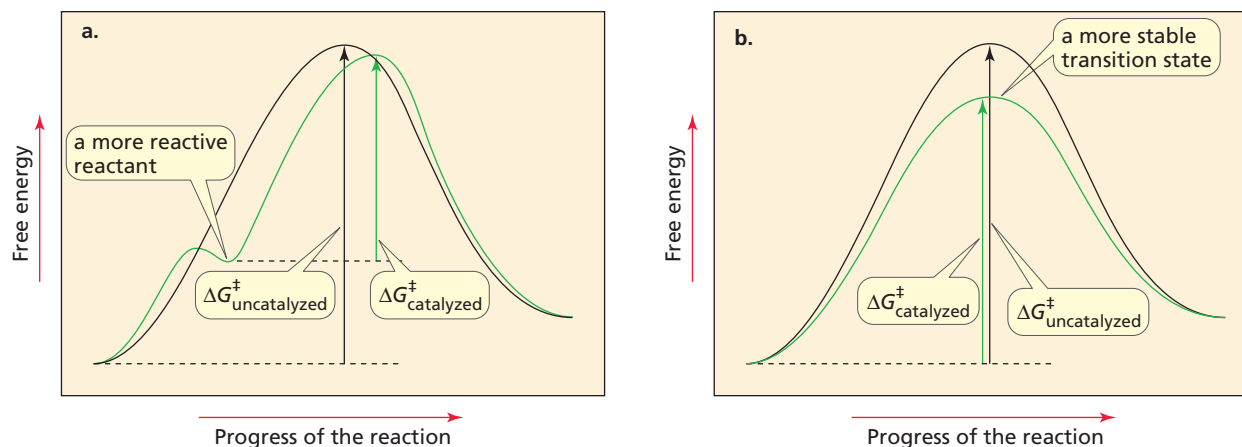 a.
a more reactive
reactant
ΔG‡uncatalyzed
ΔG‡catalyzed
Free energy
Progress of the reaction
b.
a more stable
transition state
ΔG‡catalyzed
ΔG‡uncatalyzed
Free energy
Progress of the reaction